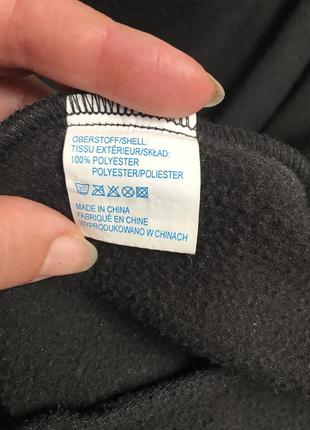 OBERSTOFF/SHELL:
TISSU EXTÉRIEUR/SKŁAD:
100% POLYESTER
POLYESTER/POLIESTER
MADE IN CHINA
FABRIQUÉ EN CHINE
WYPRODUKOWANO W CHINACH